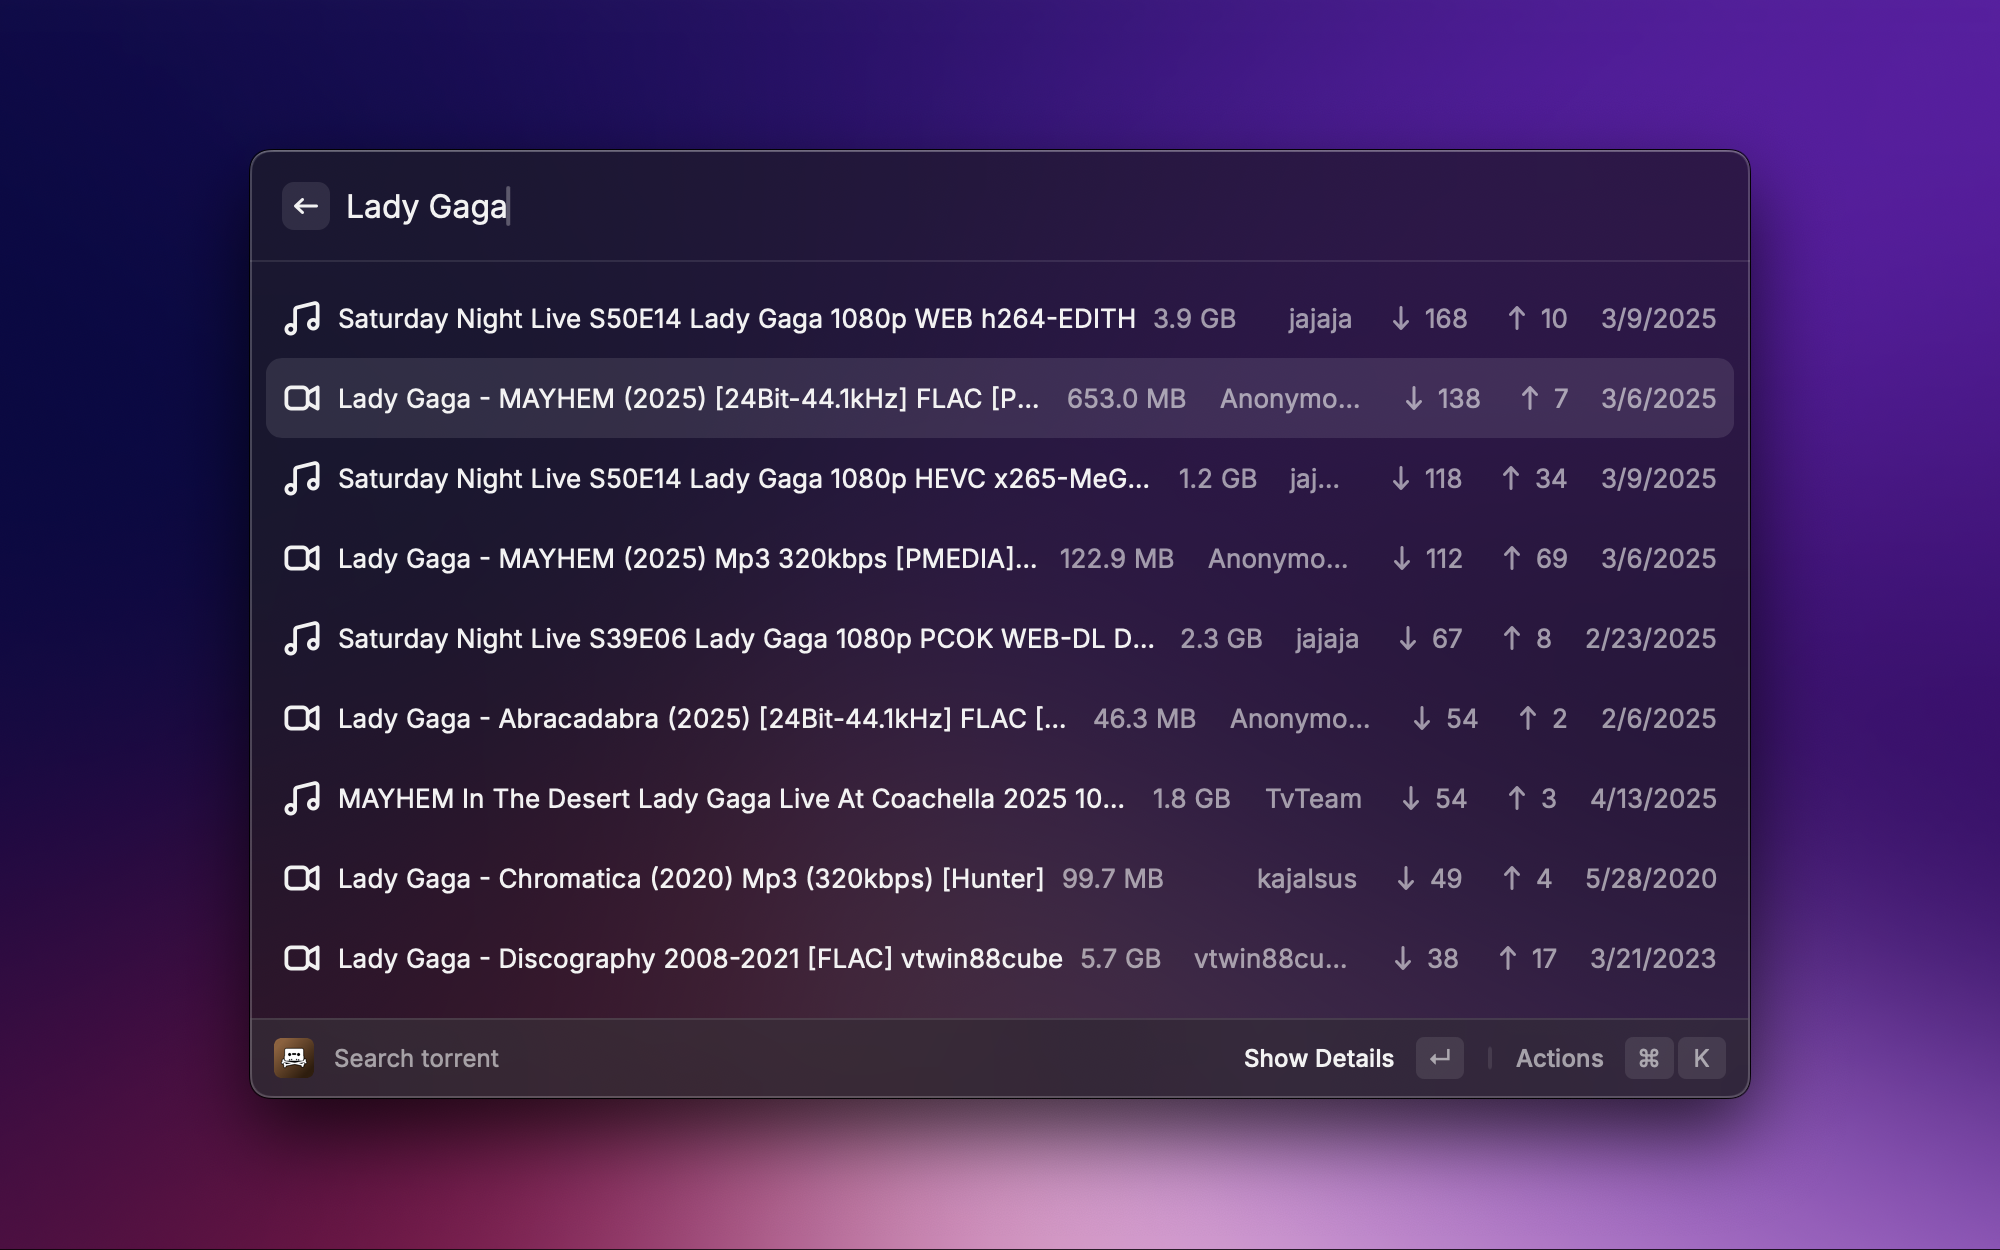 Lady Gaga
Saturday Night Live S50E14 Lady Gaga 1080p WEB h264-EDITH 3.9 GB jajaja ↓ 168 ↑ 10 3/9/2025
Lady Gaga - MAYHEM (2025) [24Bit-44.1kHz] FLAC [P... 653.0 MB Anonymo... ↓ 138 ↑ 7 3/6/2025
Saturday Night Live S50E14 Lady Gaga 1080p HEVC x265-MeG... 1.2 GB jaj... ↓ 118 ↑ 34 3/9/2025
Lady Gaga - MAYHEM (2025) Mp3 320kbps [PMEDIA]... 122.9 MB Anonymo... ↓ 112 ↑ 69 3/6/2025
Saturday Night Live S39E06 Lady Gaga 1080p PCOK WEB-DL D... 2.3 GB jajaja ↓ 67 ↑ 8 2/23/2025
Lady Gaga - Abracadabra (2025) [24Bit-44.1kHz] FLAC [... 46.3 MB Anonymo... ↓ 54 ↑ 2 2/6/2025
MAYHEM In The Desert Lady Gaga Live At Coachella 2025 10... 1.8 GB TvTeam ↓ 54 ↑ 3 4/13/2025
Lady Gaga - Chromatica (2020) Mp3 (320kbps) [Hunter] 99.7 MB kajalsus ↓ 49 ↑ 4 5/28/2020
Lady Gaga - Discography 2008-2021 [FLAC] vtwin88cube 5.7 GB vtwin88cu... ↓ 38 ↑ 17 3/21/2023
Search torrent Show Details ↵ Actions ⌘ K